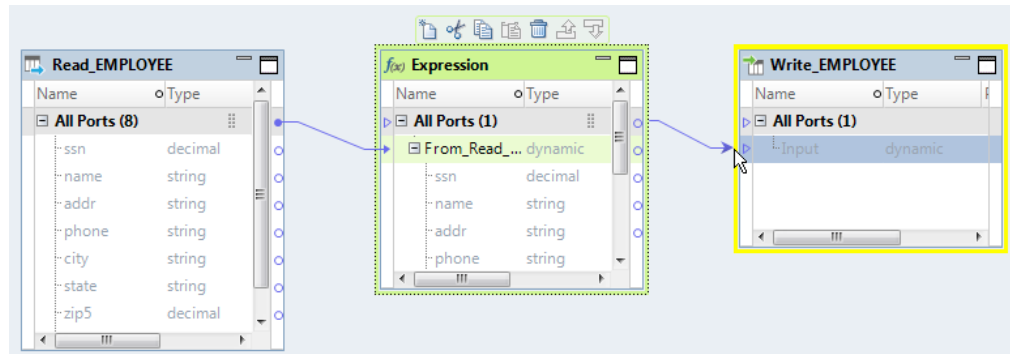 Read_EMPLOYEE
Name Type
All Ports (8)
ssn decimal
name string
addr string
phone string
city string
state string
zip5 decimal
f(x) Expression
Name Type
All Ports (1)
From_Read_... dynamic
ssn decimal
name string
addr string
phone string
Write_EMPLOYEE
Name Type
All Ports (1)
Input dynamic